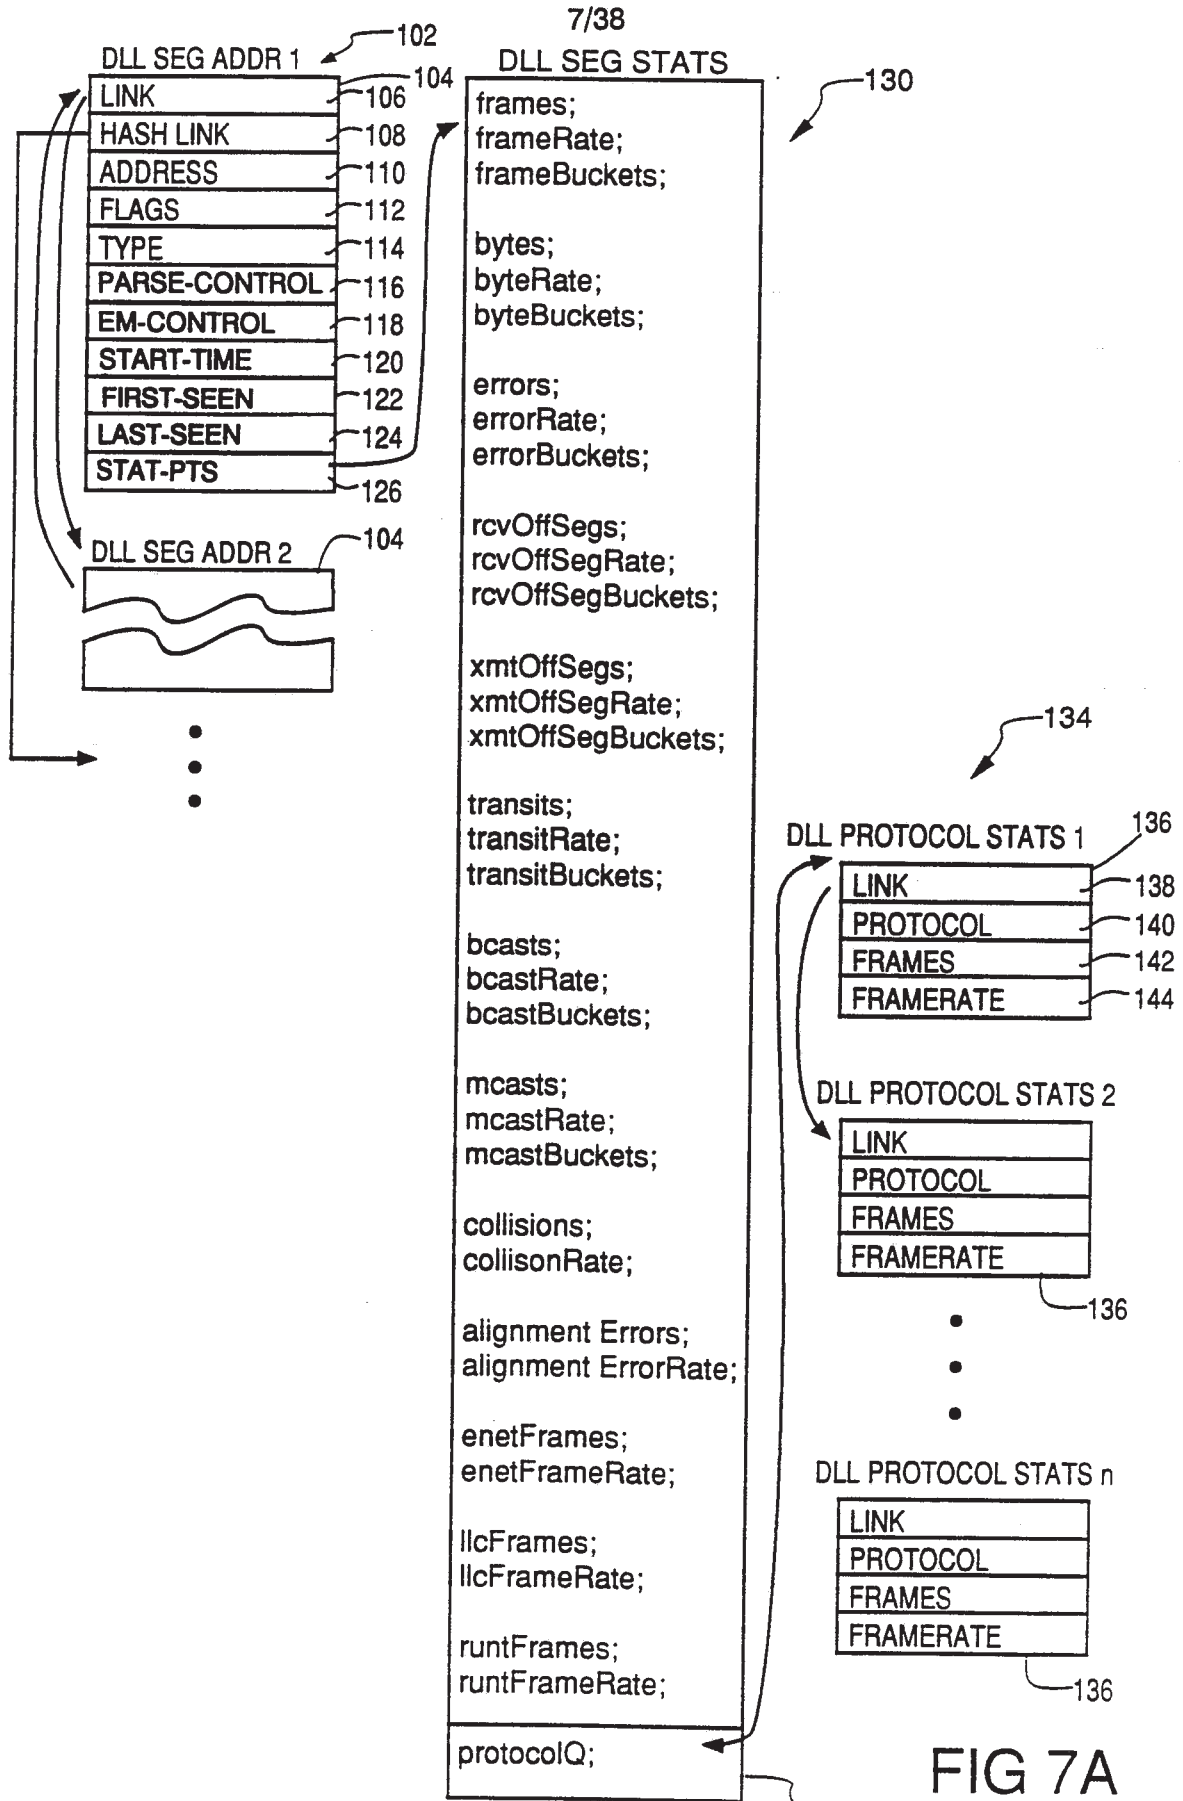 7/38
DLL SEG ADDR 1
102
104
LINK
106
HASH LINK
108
ADDRESS
110
FLAGS
112
TYPE
114
PARSE-CONTROL
116
EM-CONTROL
118
START-TIME
120
FIRST-SEEN
122
LAST-SEEN
124
STAT-PTS
126
DLL SEG ADDR 2
104
DLL SEG STATS
130
frames;
frameRate;
frameBuckets;
bytes;
byteRate;
byteBuckets;
errors;
errorRate;
errorBuckets;
rcvOffSegs;
rcvOffSegRate;
rcvOffSegBuckets;
xmtOffSegs;
xmtOffSegRate;
xmtOffSegBuckets;
transits;
transitRate;
transitBuckets;
bcasts;
bcastRate;
bcastBuckets;
mcasts;
mcastRate;
mcastBuckets;
collisions;
collisonRate;
alignment Errors;
alignment ErrorRate;
enetFrames;
enetFrameRate;
llcFrames;
llcFrameRate;
runtFrames;
runtFrameRate;
protocolQ;
134
DLL PROTOCOL STATS 1
136
LINK
138
PROTOCOL
140
FRAMES
142
FRAMERATE
144
DLL PROTOCOL STATS 2
LINK
PROTOCOL
FRAMES
FRAMERATE
136
DLL PROTOCOL STATS n
LINK
PROTOCOL
FRAMES
FRAMERATE
136
FIG 7A